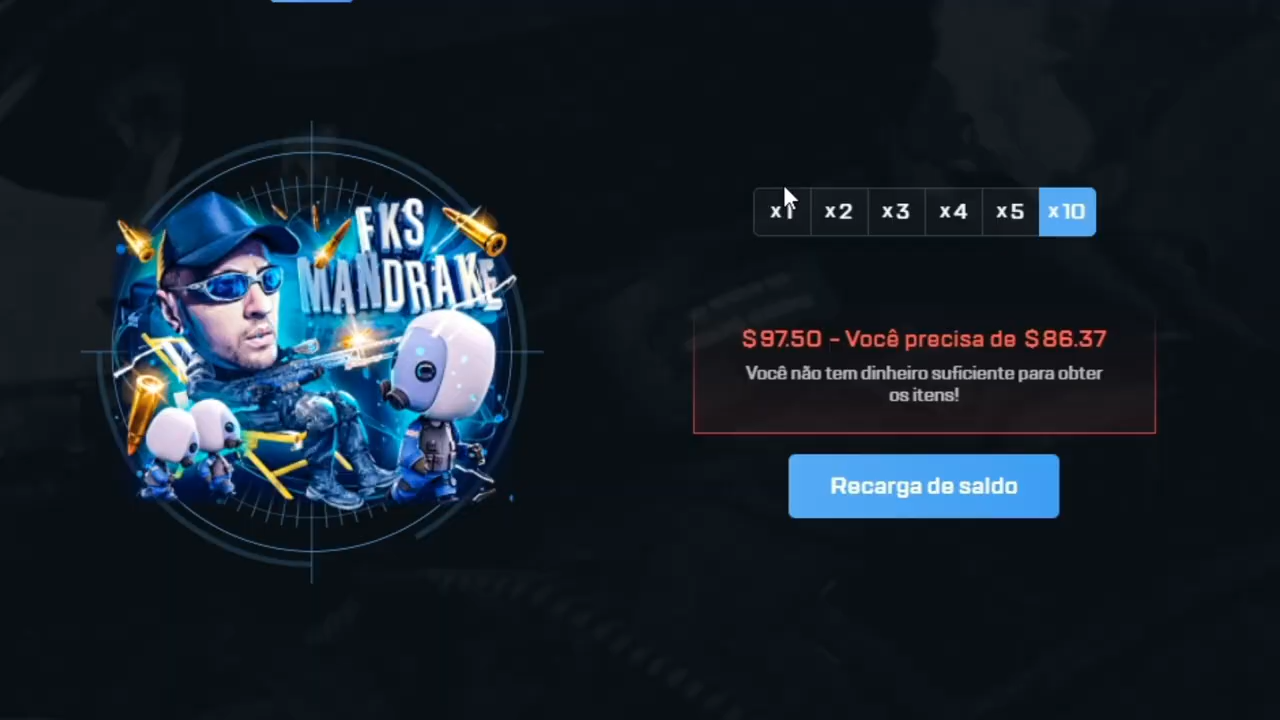 FKS
MANDRAKE
x1 x2 x3 x4 x5 x10
$97.50 - Você precisa de $86.37
Você não tem dinheiro suficiente para obter
os itens!
Recarga de saldo